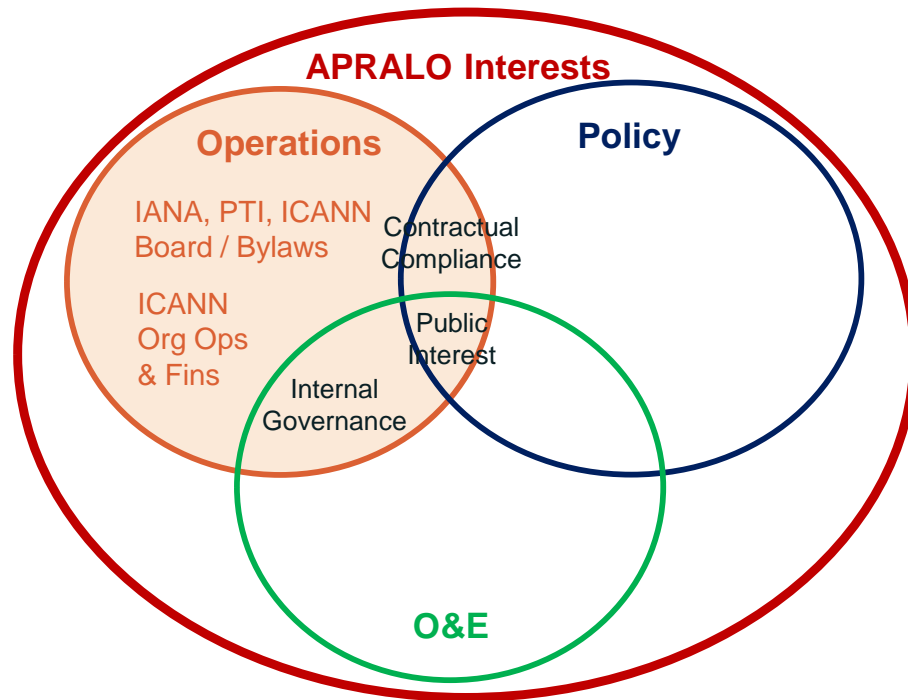 APRALO Interests
Operations
Policy
IANA, PTI, ICANN
Board / Bylaws
Contractual
Compliance
ICANN
Org Ops
& Fins
Public
Interest
Internal
Governance
O&E